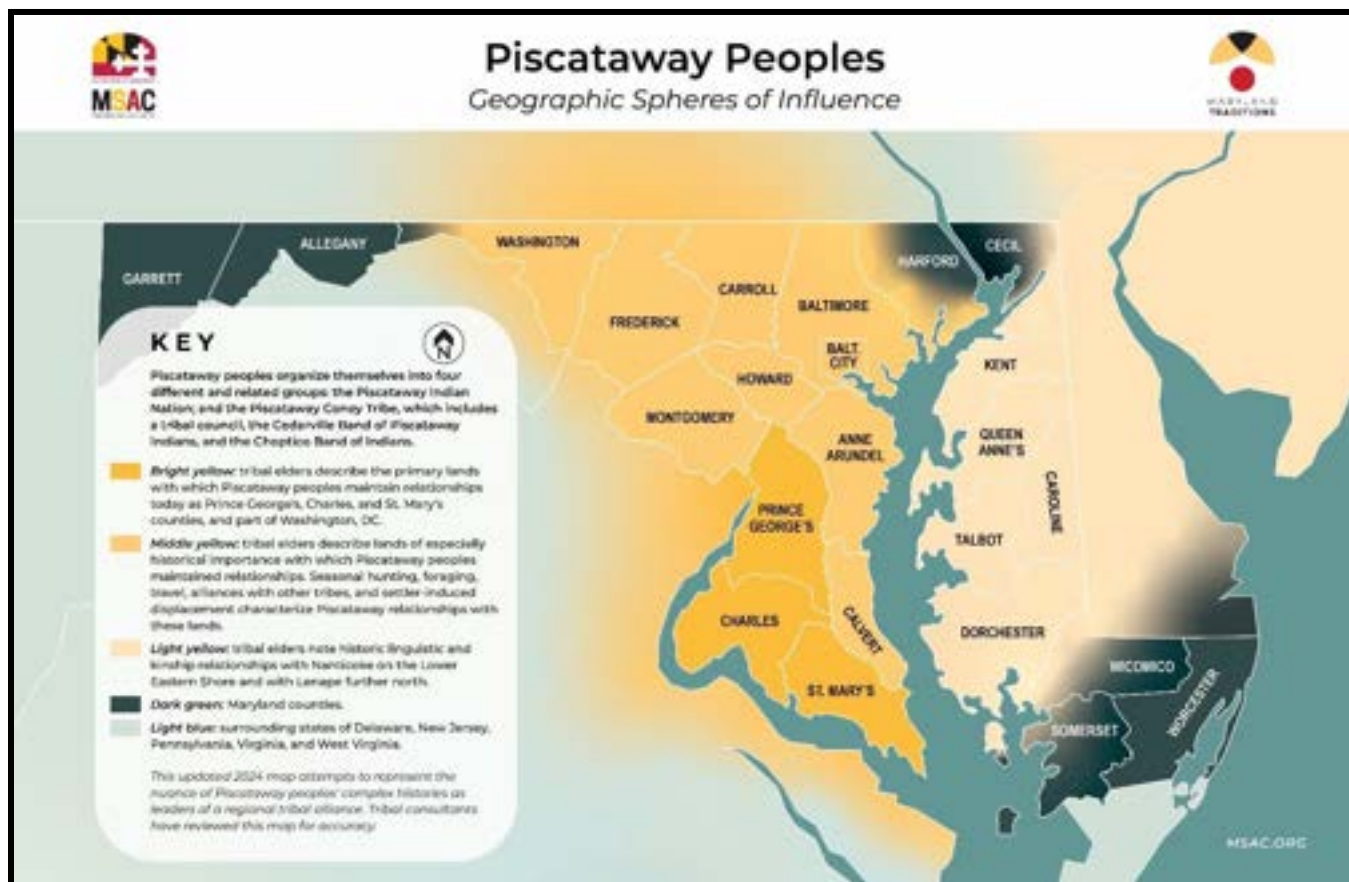 MSAC
Piscataway Peoples
Geographic Spheres of Influence
MARYLAND
TRADITIONS
GARRETT
ALLEGANY
WASHINGTON
FREDERICK
CARROLL
BALTIMORE
HARFORD
CECIL
BALT.
CITY
HOWARD
MONTGOMERY
ANNE
ARUNDEL
KENT
QUEEN
ANNE'S
CAROLINE
TALBOT
PRINCE
GEORGE'S
CHARLES
CALVERT
ST. MARY'S
DORCHESTER
WICOMICO
WORCESTER
SOMERSET
KEY
N
Piscataway peoples organize themselves into four
different and related groups: the Piscataway Indian
Nation; and the Piscataway Conoy Tribe, which includes
a tribal council, the Cedarville Band of Piscataway
Indians, and the Choptico Band of Indians.
Bright yellow: tribal elders describe the primary lands
with which Piscataway peoples maintain relationships
today as Prince George's, Charles, and St. Mary's
counties, and part of Washington, DC.
Middle yellow: tribal elders describe lands of especially
historical importance with which Piscataway peoples
maintained relationships. Seasonal hunting, foraging,
travel, alliances with other tribes, and settler-induced
displacement characterize Piscataway relationships with
these lands.
Light yellow: tribal elders note historic linguistic and
kinship relationships with Nanticoke on the Lower
Eastern Shore and with Lenape further north.
Dark green: Maryland counties.
Light blue: surrounding states of Delaware, New Jersey,
Pennsylvania, Virginia, and West Virginia.
This updated 2024 map attempts to represent the
nuance of Piscataway peoples' complex histories as
leaders of a regional tribal alliance. Tribal consultants
have reviewed this map for accuracy.
MSAC.ORG